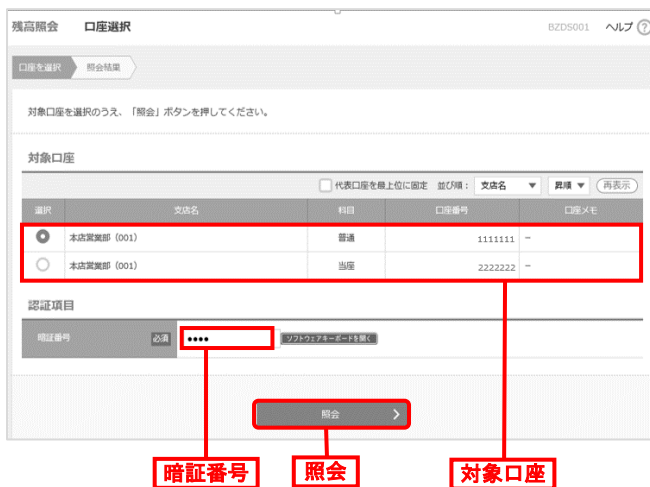 残高照会 口座選択 BZDS001 ヘルプ ?
口座を選択 照会結果
対象口座を選択のうえ、「照会」ボタンを押してください。
対象口座
代表口座を最上位に固定 並び順： 支店名 ▼ 昇順 ▼ 再表示
選択 支店名 科目 口座番号 口座メモ
本店営業部（001） 普通 1111111 −
本店営業部（001） 当座 2222222 −
認証項目
暗証番号 必須 •••• ソフトウェアキーボードを開く
照会
暗証番号 照会 対象口座